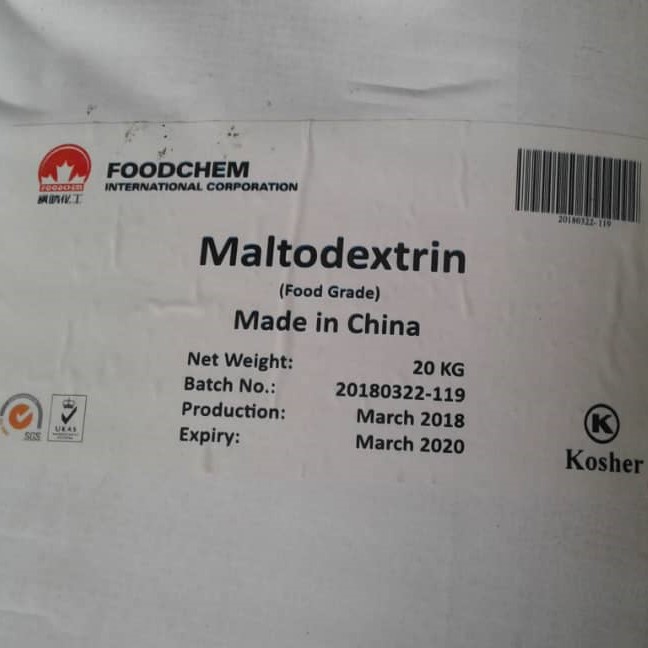 FOODCHEM
INTERNATIONAL CORPORATION
FOODCHEM
20180322-119
Maltodextrin
(Food Grade)
Made in China
Net Weight: 20 KG
Batch No.: 20180322-119
Production: March 2018
Expiry: March 2020
SGS
UKAS
K
Kosher